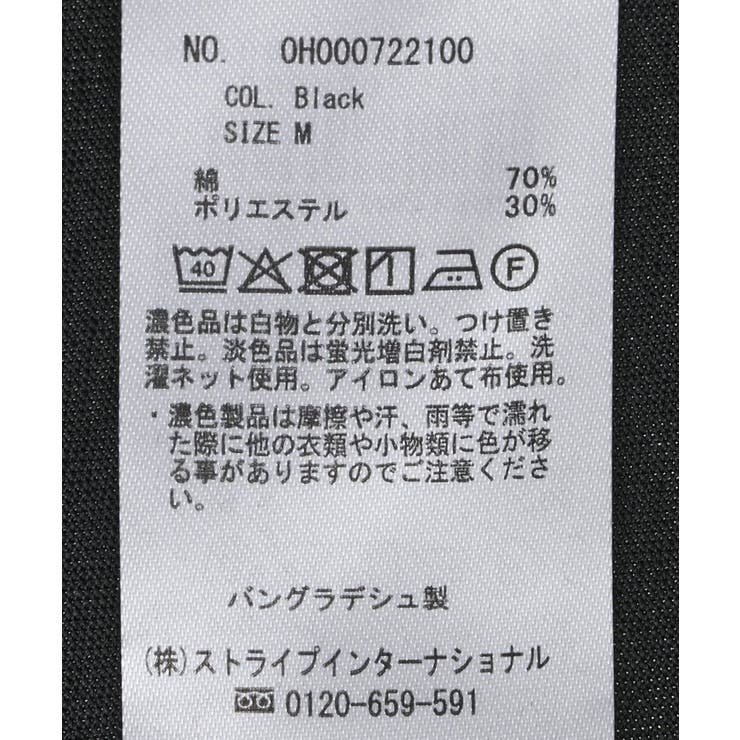 NO. 0H000722100
COL. Black
SIZE M
綿 70%
ポリエステル 30%
40 F
濃色品は白物と分別洗い。つけ置き
禁止。淡色品は蛍光増白剤禁止。洗
濯ネット使用。アイロンあて布使用。
・濃色製品は摩擦や汗、雨等で濡れ
た際に他の衣類や小物類に色が移
る事がありますのでご注意くださ
い。
バングラデシュ製
(株)ストライプインターナショナル
0120-659-591